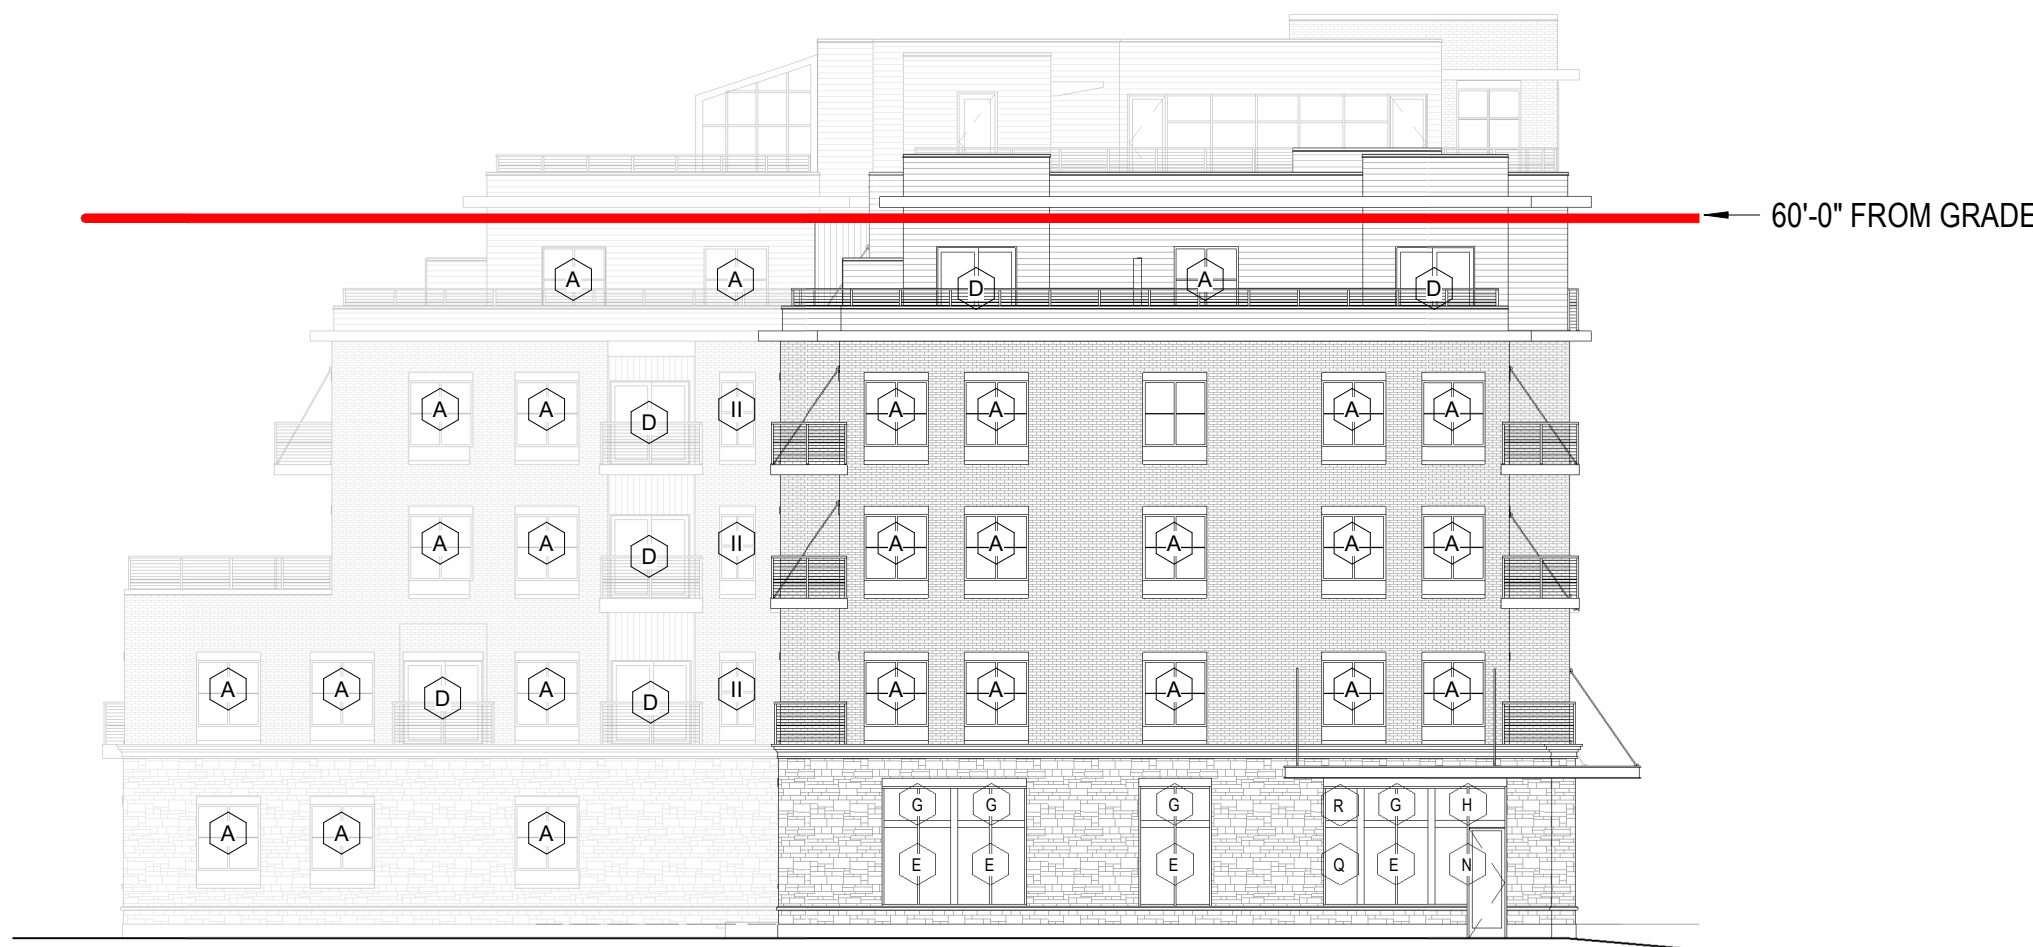 60'-0" FROM GRADE
A A D A D
A A D II A A A A
A A D II A A A A A
A A D A D II A A A A A
G G G R G H
A A A E E E Q E N